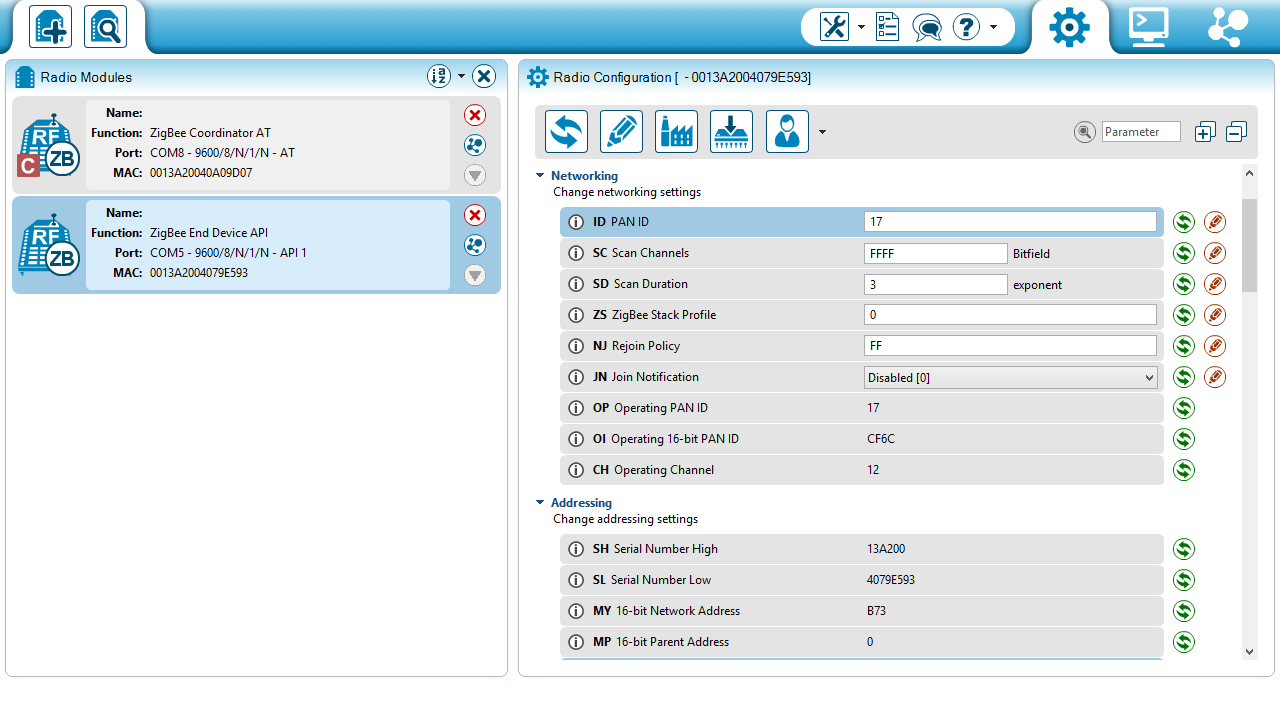 Radio Modules
Name:
Function: ZigBee Coordinator AT
Port: COM8 - 9600/8/N/1/N - AT
MAC: 0013A20040A09D07
RF
C ZB
Name:
Function: ZigBee End Device API
Port: COM5 - 9600/8/N/1/N - API 1
MAC: 0013A2004079E593
RF
ZB
Radio Configuration [ - 0013A2004079E593]
Parameter
Networking
Change networking settings
ID PAN ID 17
SC Scan Channels FFFF Bitfield
SD Scan Duration 3 exponent
ZS ZigBee Stack Profile 0
NJ Rejoin Policy FF
JN Join Notification Disabled [0]
OP Operating PAN ID 17
OI Operating 16-bit PAN ID CF6C
CH Operating Channel 12
Addressing
Change addressing settings
SH Serial Number High 13A200
SL Serial Number Low 4079E593
MY 16-bit Network Address B73
MP 16-bit Parent Address 0